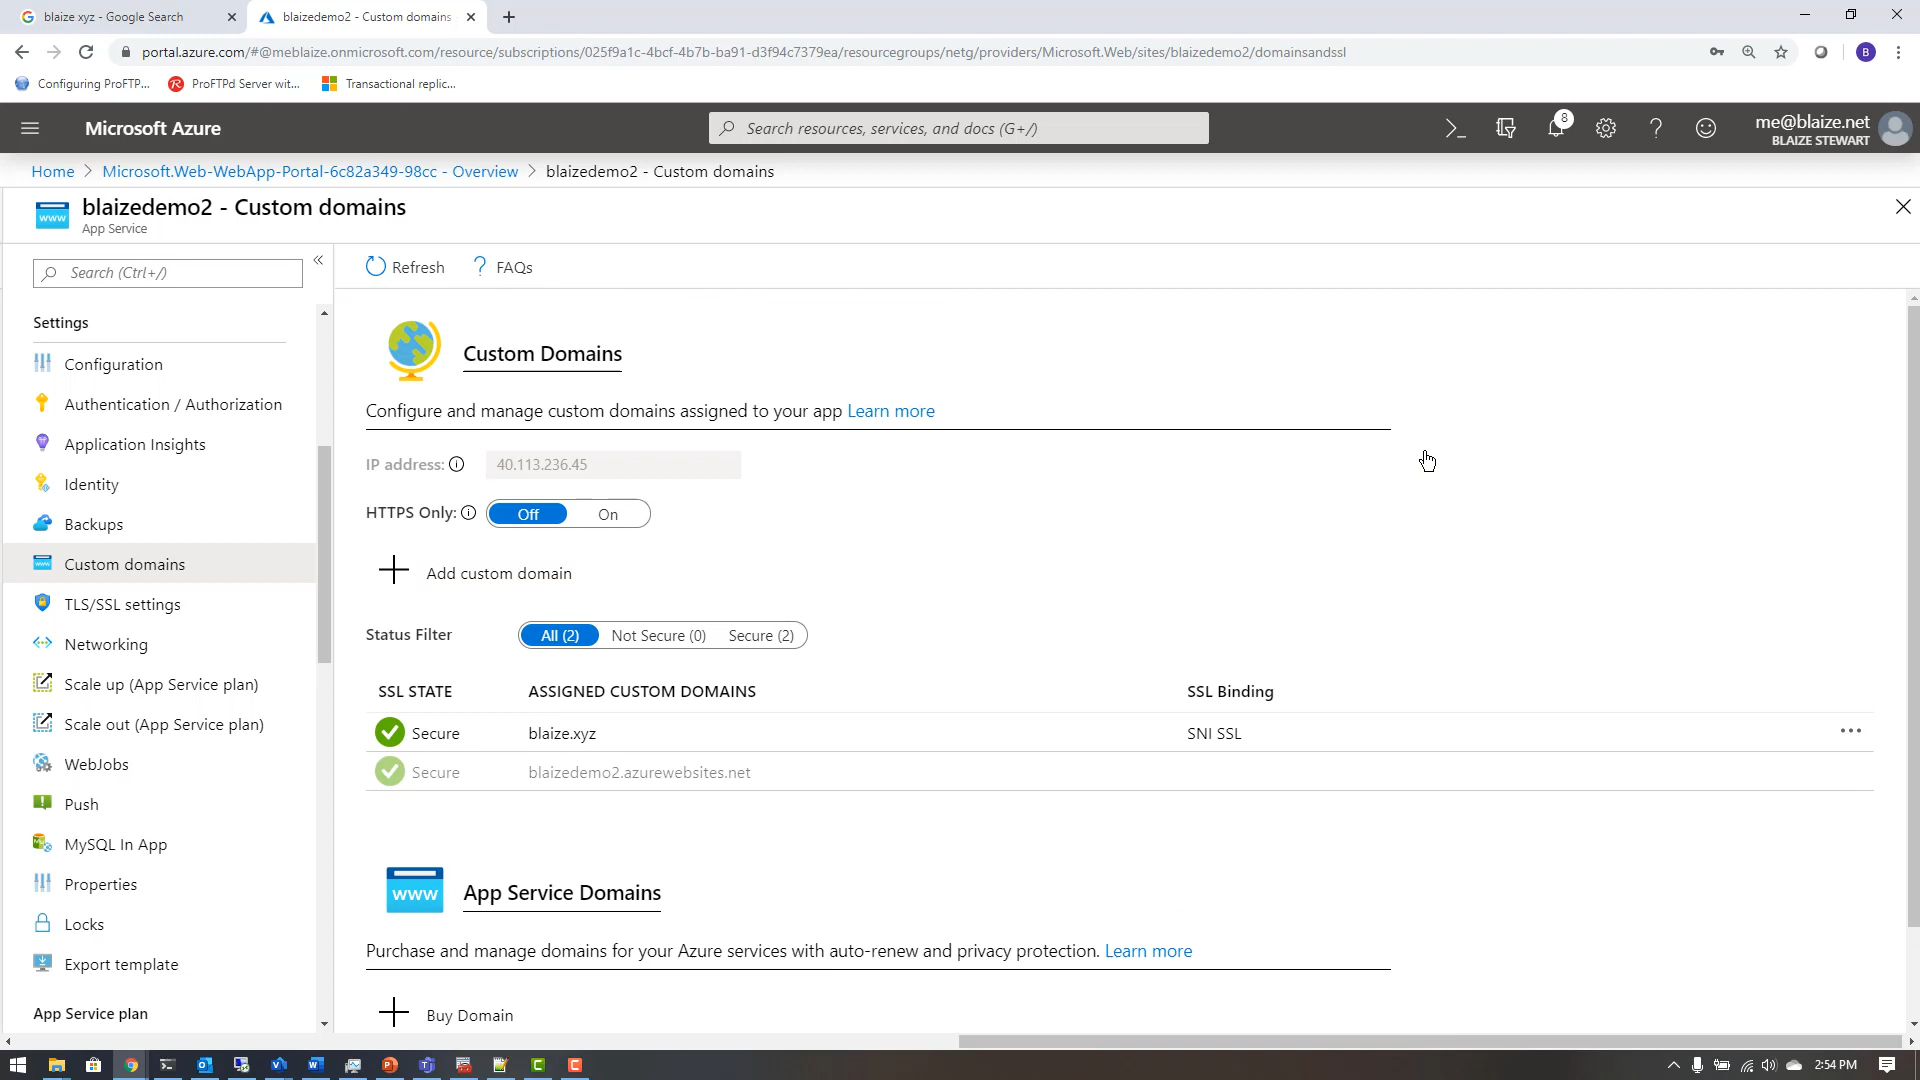 blaize xyz - Google Search
blaizedemo2 - Custom domains
portal.azure.com/#@meblaize.onmicrosoft.com/resource/subscriptions/025f9a1c-4bcf-4b7b-ba91-d3f94c7379ea/resourcegroups/netg/providers/Microsoft.Web/sites/blaizedemo2/domainsandssl
B
Configuring ProFTP...
ProFTPd Server wit...
Transactional replic...
Microsoft Azure
Search resources, services, and docs (G+/)
8
me@blaize.net
BLAIZE STEWART
Home > Microsoft.Web-WebApp-Portal-6c82a349-98cc - Overview > blaizedemo2 - Custom domains
www
blaizedemo2 - Custom domains
App Service
Search (Ctrl+/)
«
Refresh
? FAQs
Settings
Configuration
Authentication / Authorization
Application Insights
Identity
Backups
Custom domains
TLS/SSL settings
Networking
Scale up (App Service plan)
Scale out (App Service plan)
WebJobs
Push
MySQL In App
Properties
Locks
Export template
App Service plan
Custom Domains
Configure and manage custom domains assigned to your app Learn more
IP address: 40.113.236.45
HTTPS Only: Off On
Add custom domain
Status Filter All (2) Not Secure (0) Secure (2)
SSL STATE ASSIGNED CUSTOM DOMAINS SSL Binding
Secure blaize.xyz SNI SSL
Secure blaizedemo2.azurewebsites.net
www
App Service Domains
Purchase and manage domains for your Azure services with auto-renew and privacy protection. Learn more
Buy Domain
2:54 PM